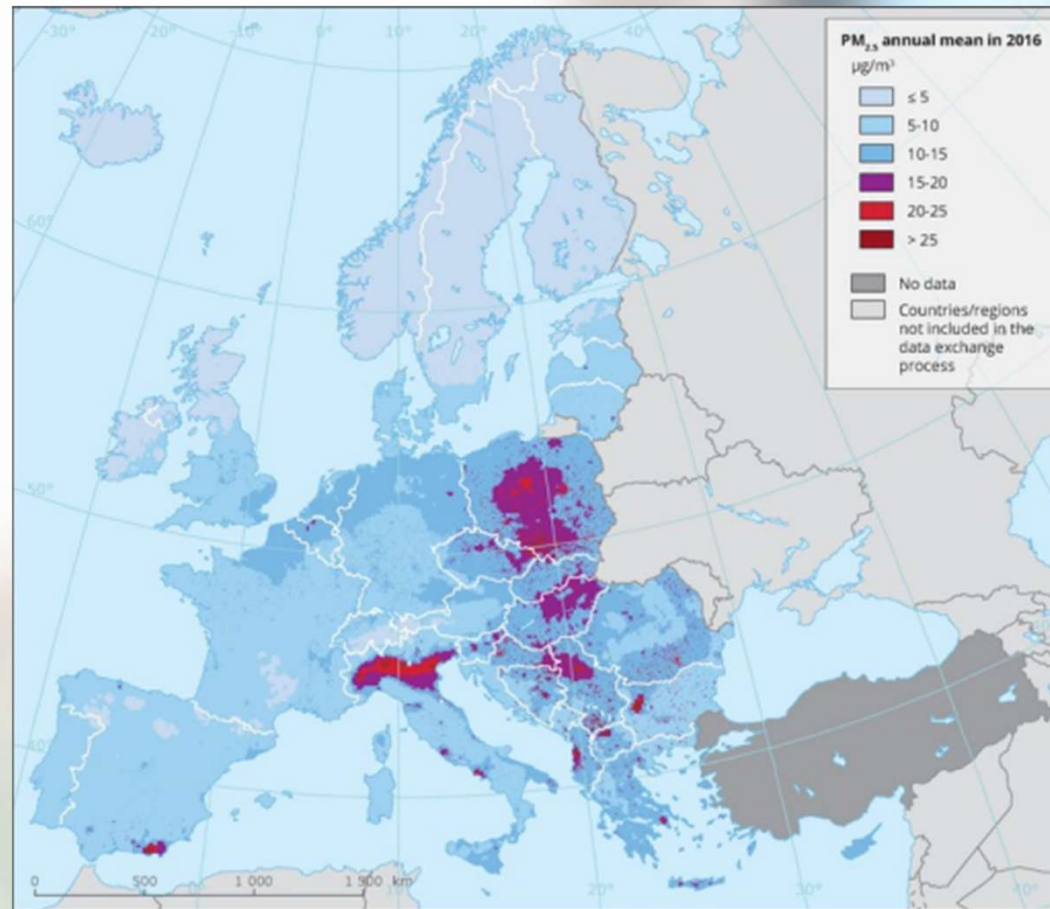 -30°
-20°
-10°
0°
10°
20°
30°
40°
50°
PM2.5 annual mean in 2016
µg/m³
≤ 5
5-10
10-15
15-20
20-25
> 25
No data
Countries/regions
not included in the
data exchange
process
60°
50°
40°
0 500 1 000 1 500 km
20°
30°
40°